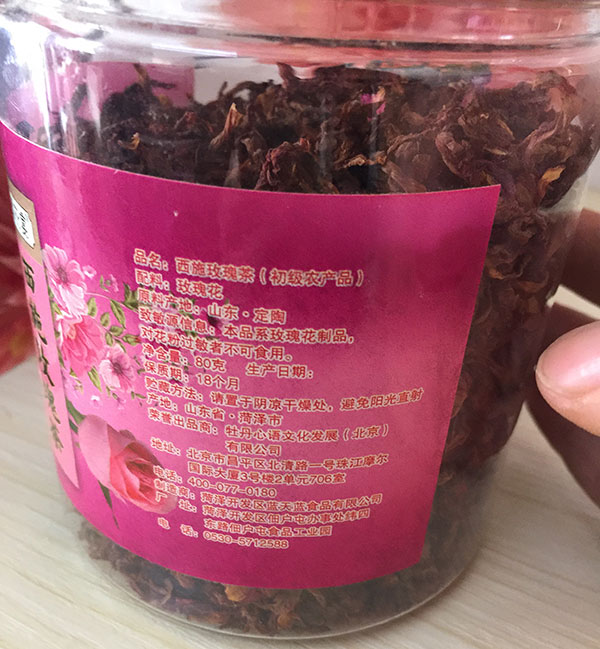 品名：西施玫瑰茶（初级农产品）
配料：玫瑰花
原料产地：山东·定陶
致敏源信息：本品系玫瑰花制品，
对花粉过敏者不可食用。
净含量：80克 生产日期：
保质期：18个月
贮藏方法：请置于阴凉干燥处，避免阳光直射
产地：山东省·菏泽市
荣誉出品商：牡丹心语文化发展（北京）
有限公司
地址：北京市昌平区北清路一号珠江摩尔
国际大厦3号楼2单元706室
电话：400-077-0180
制造商：菏泽开发区蓝天蓝食品有限公司
厂 址：菏泽开发区佃户屯办事处纬四
东路佃户屯食品工业园
电 话：0530-5712588